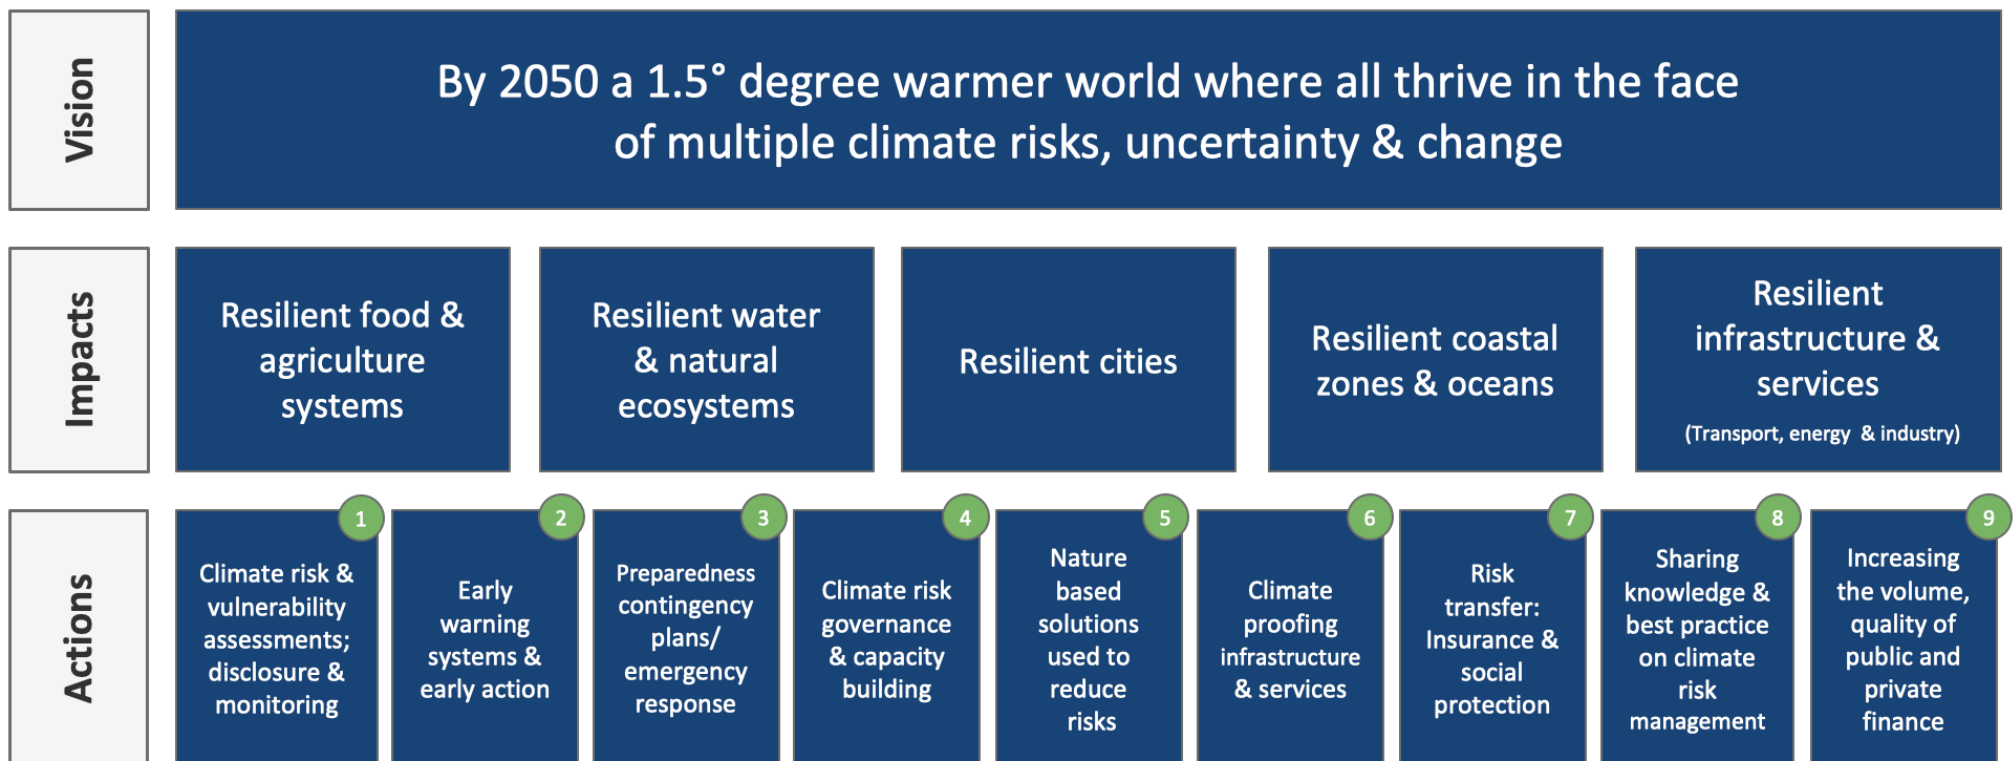 Vision
By 2050 a 1.5° degree warmer world where all thrive in the face
of multiple climate risks, uncertainty & change
Impacts
Resilient food &
agriculture
systems
Resilient water
& natural
ecosystems
Resilient cities
Resilient coastal
zones & oceans
Resilient
infrastructure &
services
(Transport, energy & industry)
Actions
1
Climate risk &
vulnerability
assessments;
disclosure &
monitoring
2
Early
warning
systems &
early action
3
Preparedness
contingency
plans/
emergency
response
4
Climate risk
governance
& capacity
building
5
Nature
based
solutions
used to
reduce
risks
6
Climate
proofing
infrastructure
& services
7
Risk
transfer:
Insurance &
social
protection
8
Sharing
knowledge &
best practice
on climate
risk
management
9
Increasing
the volume,
quality of
public and
private
finance